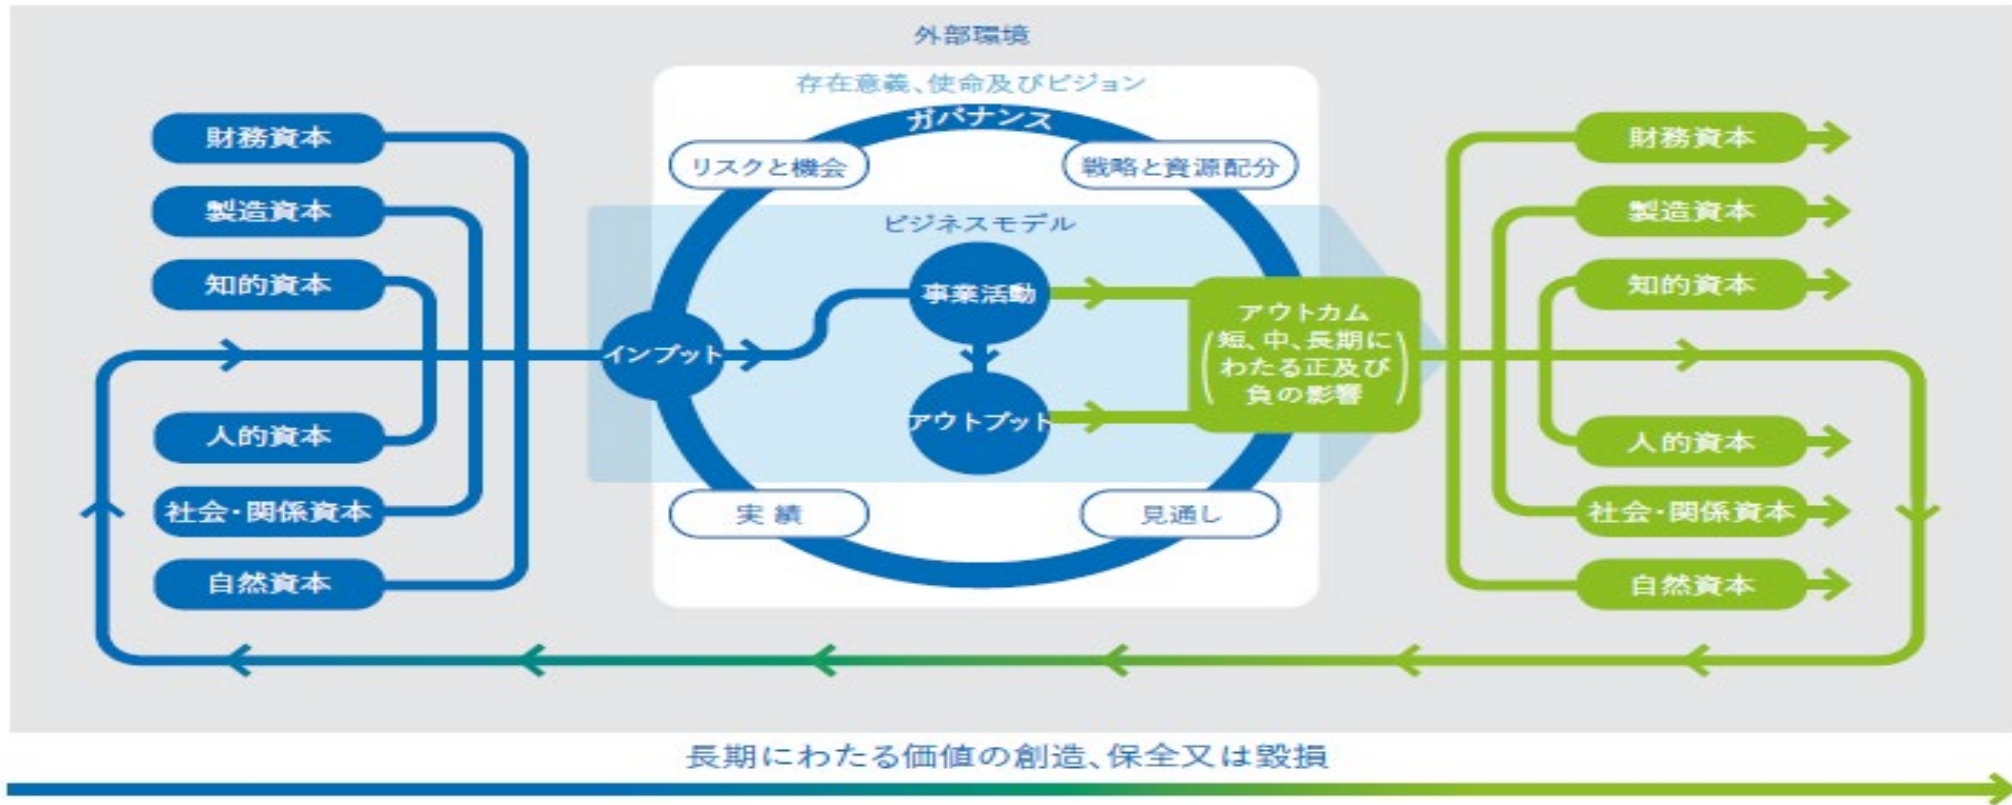 外部環境
存在意義、使命及びビジョン
ガバナンス
リスクと機会
戦略と資源配分
ビジネスモデル
財務資本
製造資本
知的資本
人的資本
社会・関係資本
自然資本
インプット
事業活動
アウトプット
アウトカム
(短、中、長期に
わたる正及び
負の影響)
実績
見通し
財務資本
製造資本
知的資本
人的資本
社会・関係資本
自然資本
長期にわたる価値の創造、保全又は毀損